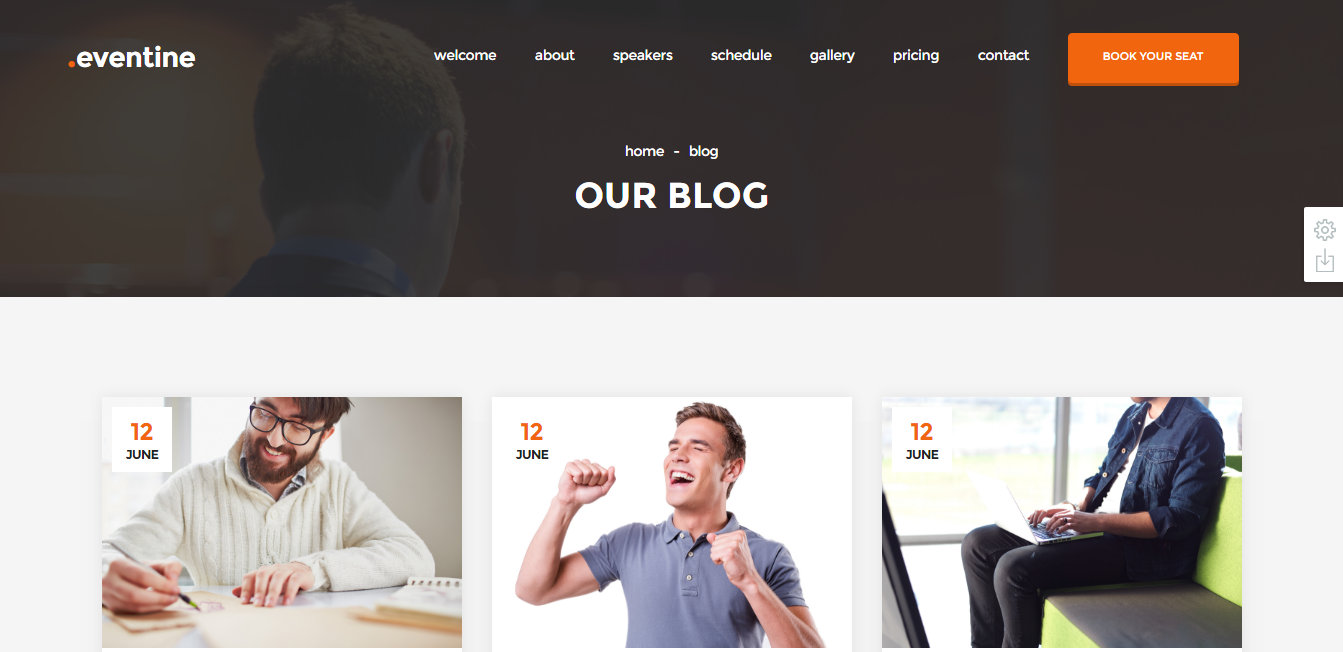 .eventine
welcome about speakers schedule gallery pricing contact BOOK YOUR SEAT
home - blog
OUR BLOG
12
JUNE
12
JUNE
12
JUNE